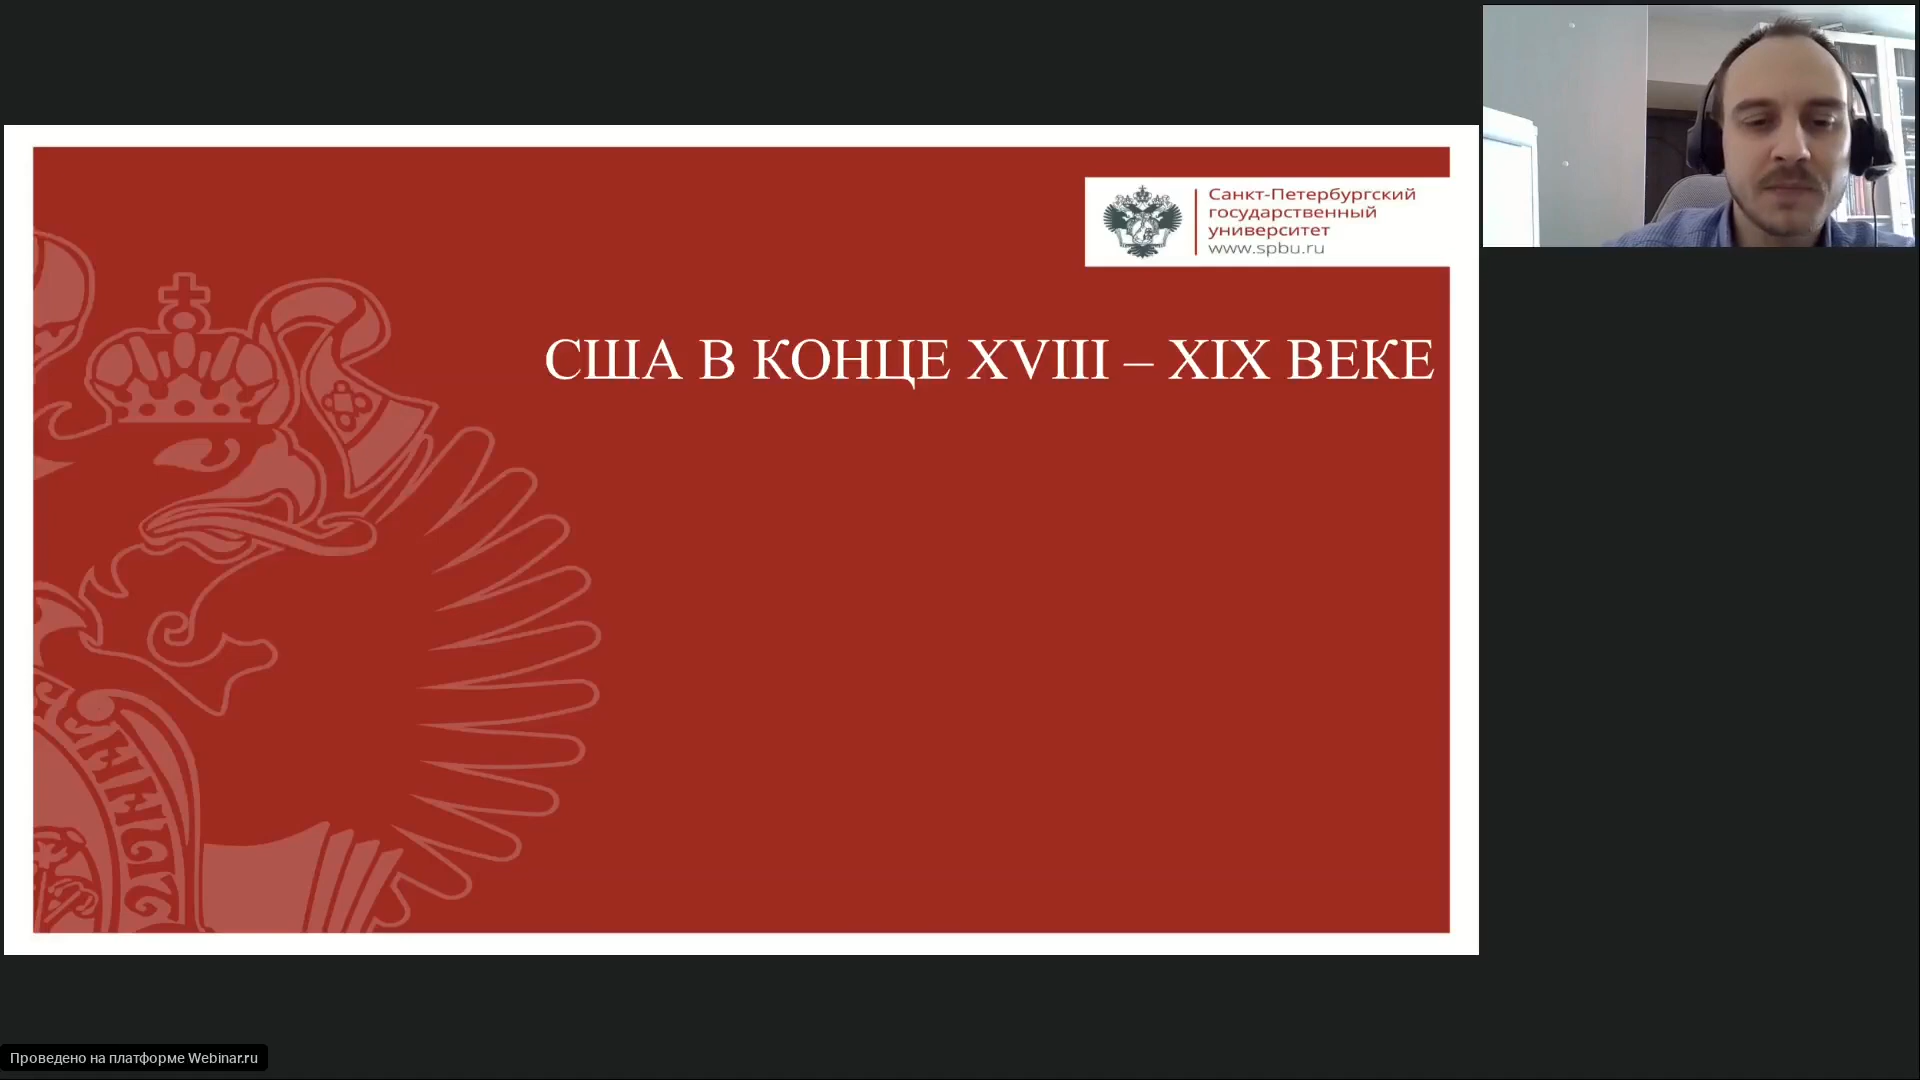 Санкт-Петербургский
государственный
университет
www.spbu.ru
США В КОНЦЕ XVIII – XIX ВЕКЕ
Проведено на платформе Webinar.ru